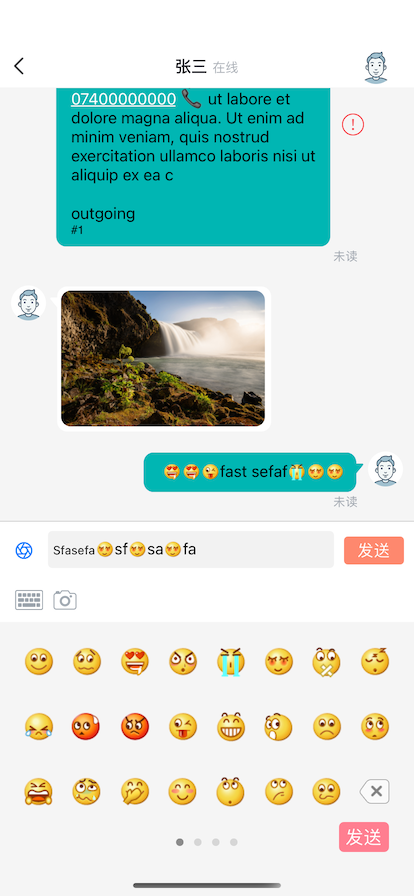 张三 在线
07400000000 📞 ut labore et
dolore magna aliqua. Ut enim ad
minim veniam, quis nostrud
exercitation ullamco laboris nisi ut
aliquip ex ea c
outgoing
#1
未读
fast sefaf
未读
Sfasefa sf sa fa
发送
发送